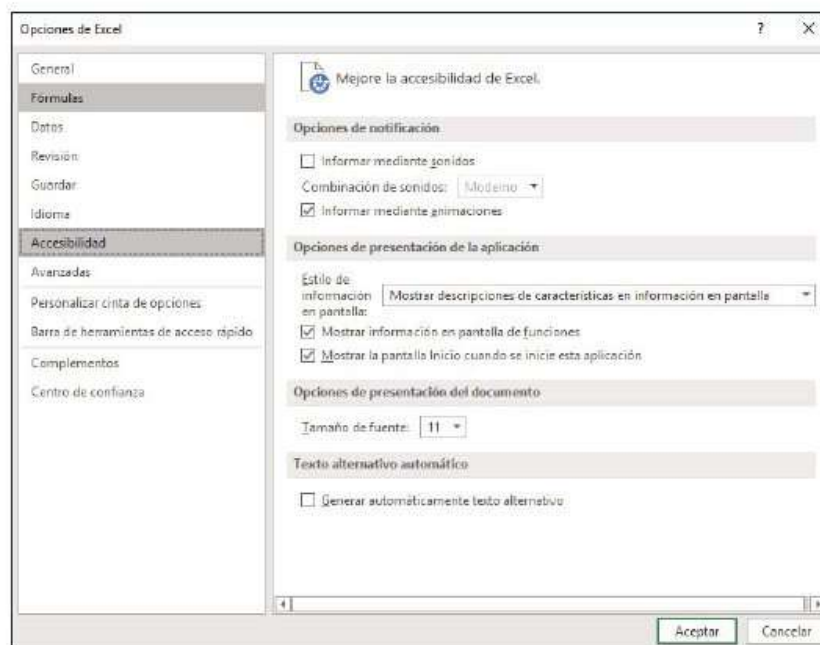 Opciones de Excel
?
General
Fórmulas
Datos
Revisión
Guardar
Idioma
Accesibilidad
Avanzadas
Personalizar cinta de opciones
Barra de herramientas de acceso rápido
Complementos
Centro de confianza
Mejore la accesibilidad de Excel.
Opciones de notificación
Informar mediante sonidos
Combinación de sonidos: Moderno
Informar mediante animaciones
Opciones de presentación de la aplicación
Estilo de
información
en pantalla:
Mostrar descripciones de características en información en pantalla
Mostrar información en pantalla de funciones
Mostrar la pantalla Inicio cuando se inicie esta aplicación
Opciones de presentación del documento
Tamaño de fuente: 11
Texto alternativo automático
Generar automáticamente texto alternativo
Aceptar
Cancelar